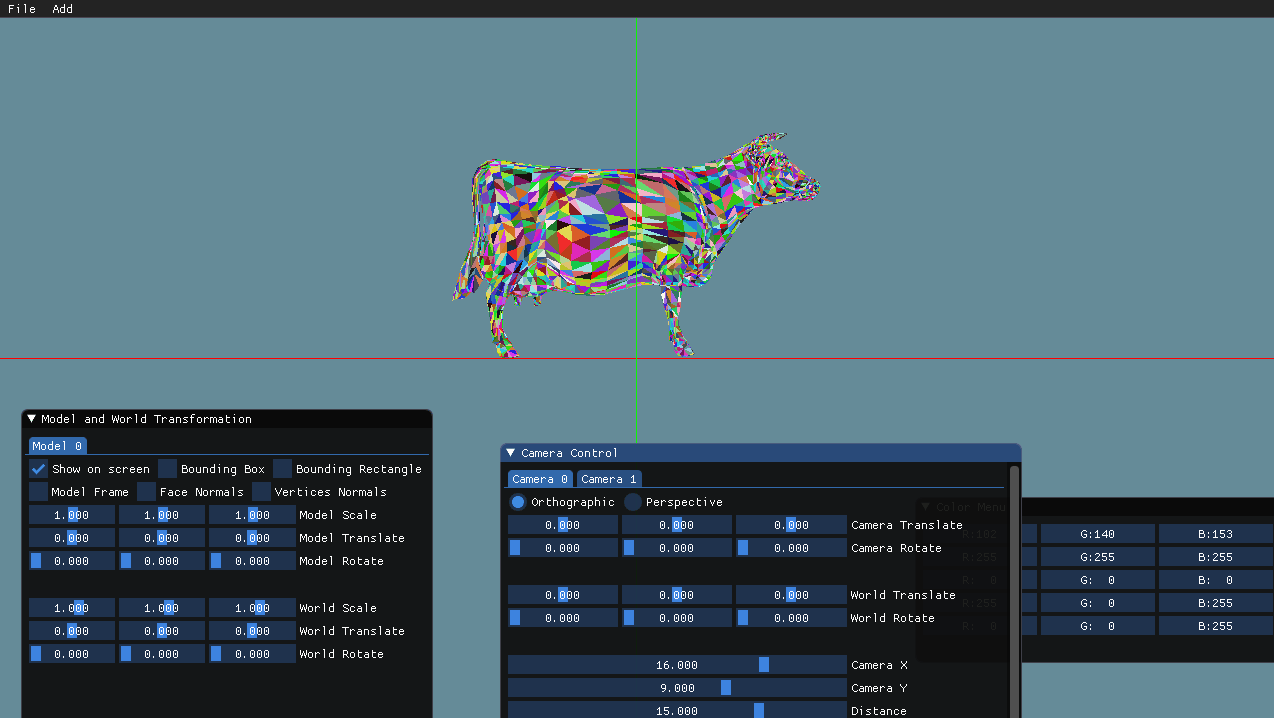 File Add
Model and World Transformation
Model 0
Show on screen Bounding Box Bounding Rectangle
Model Frame Face Normals Vertices Normals
1.000 1.000 1.000 Model Scale
0.000 0.000 0.000 Model Translate
0.000 0.000 0.000 Model Rotate
1.000 1.000 1.000 World Scale
0.000 0.000 0.000 World Translate
0.000 0.000 0.000 World Rotate
Camera Control
Camera 0 Camera 1
Orthographic Perspective
0.000 0.000 0.000 Camera Translate
0.000 0.000 0.000 Camera Rotate
0.000 0.000 0.000 World Translate
0.000 0.000 0.000 World Rotate
16.000 Camera X
9.000 Camera Y
15.000 Distance
Color Menu
R:102 G:140 B:153
R:255 G:255 B:255
R: 0 G: 0 B: 0
R:255 G: 0 B:255
R: 0 G: 0 B:255